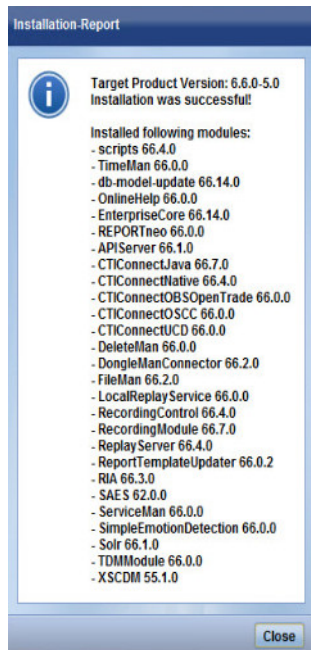 Installation-Report
Target Product Version: 6.6.0-5.0
Installation was successful!
Installed following modules:
- scripts 66.4.0
- TimeMan 66.0.0
- db-model-update 66.14.0
- OnlineHelp 66.0.0
- EnterpriseCore 66.14.0
- REPORTneo 66.0.0
- APIServer 66.1.0
- CTIConnectJava 66.7.0
- CTIConnectNative 66.4.0
- CTIConnectOBSOpenTrade 66.0.0
- CTIConnectOSCC 66.0.0
- CTIConnectUCD 66.0.0
- DeleteMan 66.0.0
- DongleManConnector 66.2.0
- FileMan 66.2.0
- LocalReplayService 66.0.0
- RecordingControl 66.4.0
- RecordingModule 66.7.0
- ReplayServer 66.4.0
- ReportTemplateUpdater 66.0.2
- RIA 66.3.0
- SAES 62.0.0
- ServiceMan 66.0.0
- SimpleEmotionDetection 66.0.0
- Solr 66.1.0
- TDMModule 66.0.0
- XSCDM 55.1.0
Close